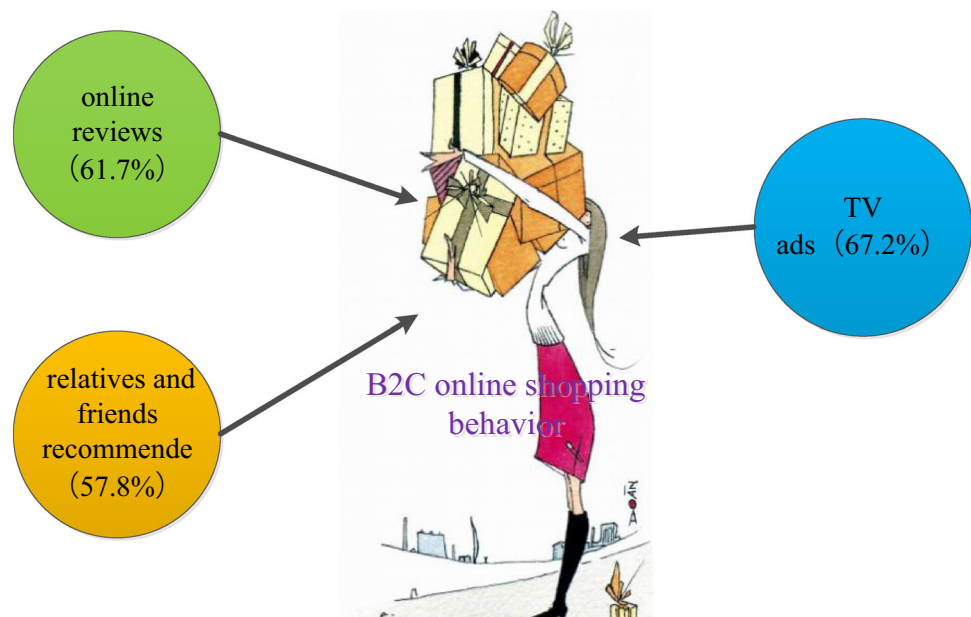 online
reviews
（61.7%）
TV
ads（67.2%）
relatives and
friends
recommende
（57.8%）
B2C online shopping
behavior